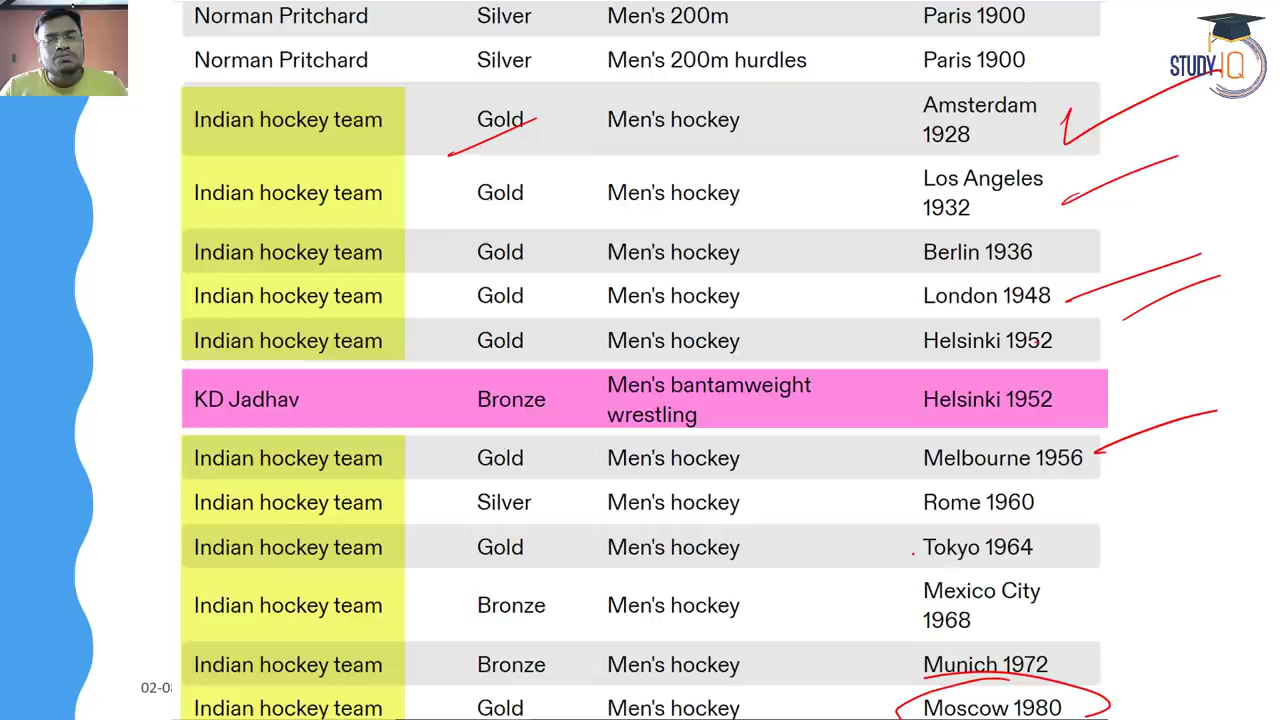 Norman Pritchard Silver Men's 200m Paris 1900
STUDY IQ
Norman Pritchard Silver Men's 200m hurdles Paris 1900
Indian hockey team Gold Men's hockey Amsterdam
1928
Indian hockey team Gold Men's hockey Los Angeles
1932
Indian hockey team Gold Men's hockey Berlin 1936
Indian hockey team Gold Men's hockey London 1948
Indian hockey team Gold Men's hockey Helsinki 1952
KD Jadhav Bronze Men's bantamweight
wrestling Helsinki 1952
Indian hockey team Gold Men's hockey Melbourne 1956
Indian hockey team Silver Men's hockey Rome 1960
Indian hockey team Gold Men's hockey Tokyo 1964
Indian hockey team Bronze Men's hockey Mexico City
1968
Indian hockey team Bronze Men's hockey Munich 1972
02-08
Indian hockey team Gold Men's hockey Moscow 1980